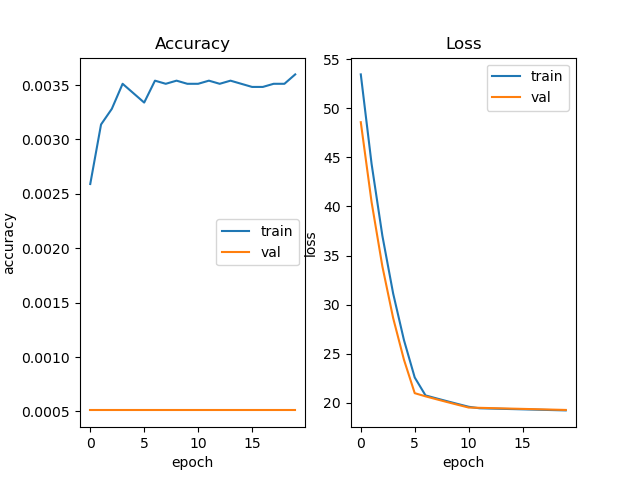 Accuracy
0.0035
0.0030
0.0025
0.0020
0.0015
0.0010
0.0005
accuracy
train
val
0 5 10 15
epoch
Loss
55
50
45
40
35
30
25
20
loss
train
val
0 5 10 15
epoch